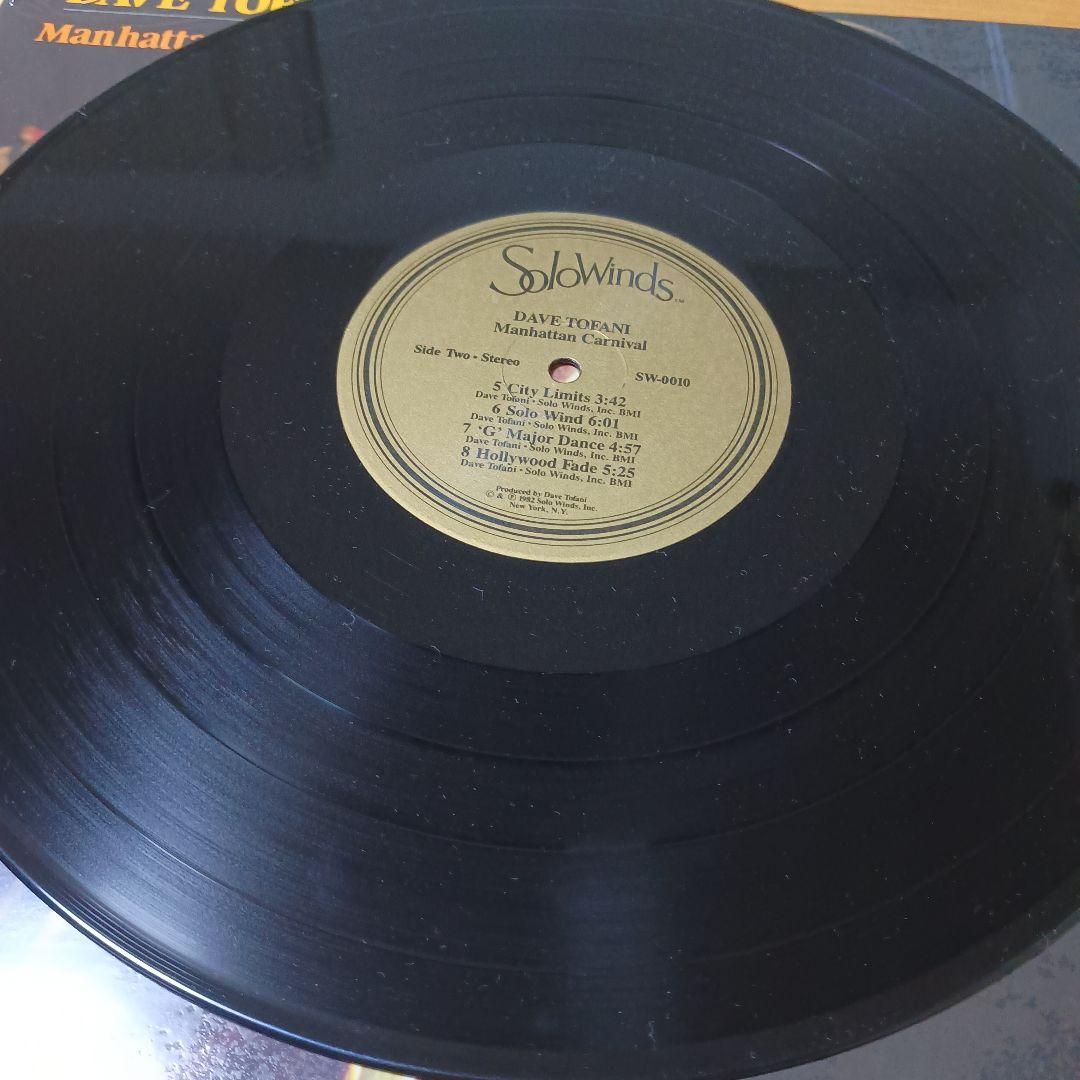 DAVE
Manhatt
SoloWinds SM
DAVE TOFANI
Manhattan Carnival
Side Two • Stereo
SW-0010
5 City Limits 3:42
Dave Tofani • Solo Winds, Inc. BMI
6 Solo Wind 6:01
Dave Tofani • Solo Winds, Inc. BMI
7 ‘G’ Major Dance 4:57
Dave Tofani • Solo Winds, Inc. BMI
8 Hollywood Fade 5:25
Dave Tofani • Solo Winds, Inc. BMI
Produced by Dave Tofani
© & ℗ 1982 Solo Winds, Inc.
New York, N.Y.